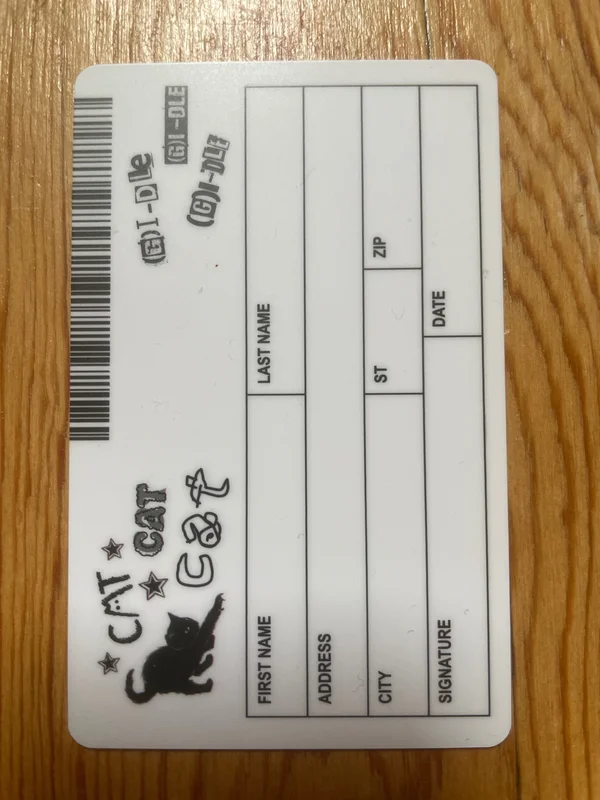 CAT
CAT
cat
(G)I-DLe
(G)I-DLE
(G)I-DLE
FIRST NAME LAST NAME
ADDRESS
CITY ST ZIP
SIGNATURE DATE